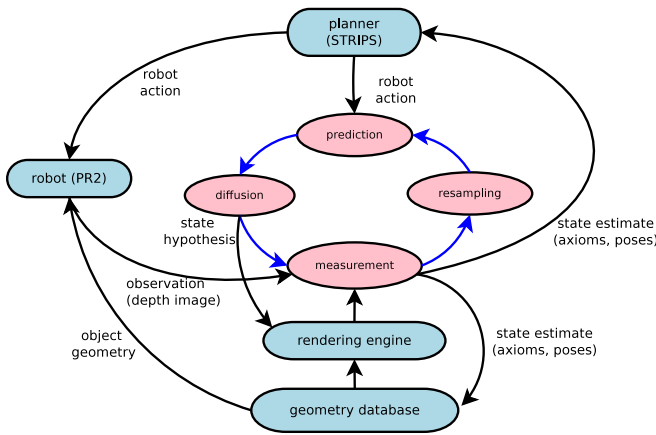 planner
(STRIPS)
robot
action
robot
action
prediction
robot (PR2)
diffusion
resampling
state
hypothesis
state estimate
(axioms, poses)
measurement
observation
(depth image)
object
geometry
rendering engine
state estimate
(axioms, poses)
geometry database